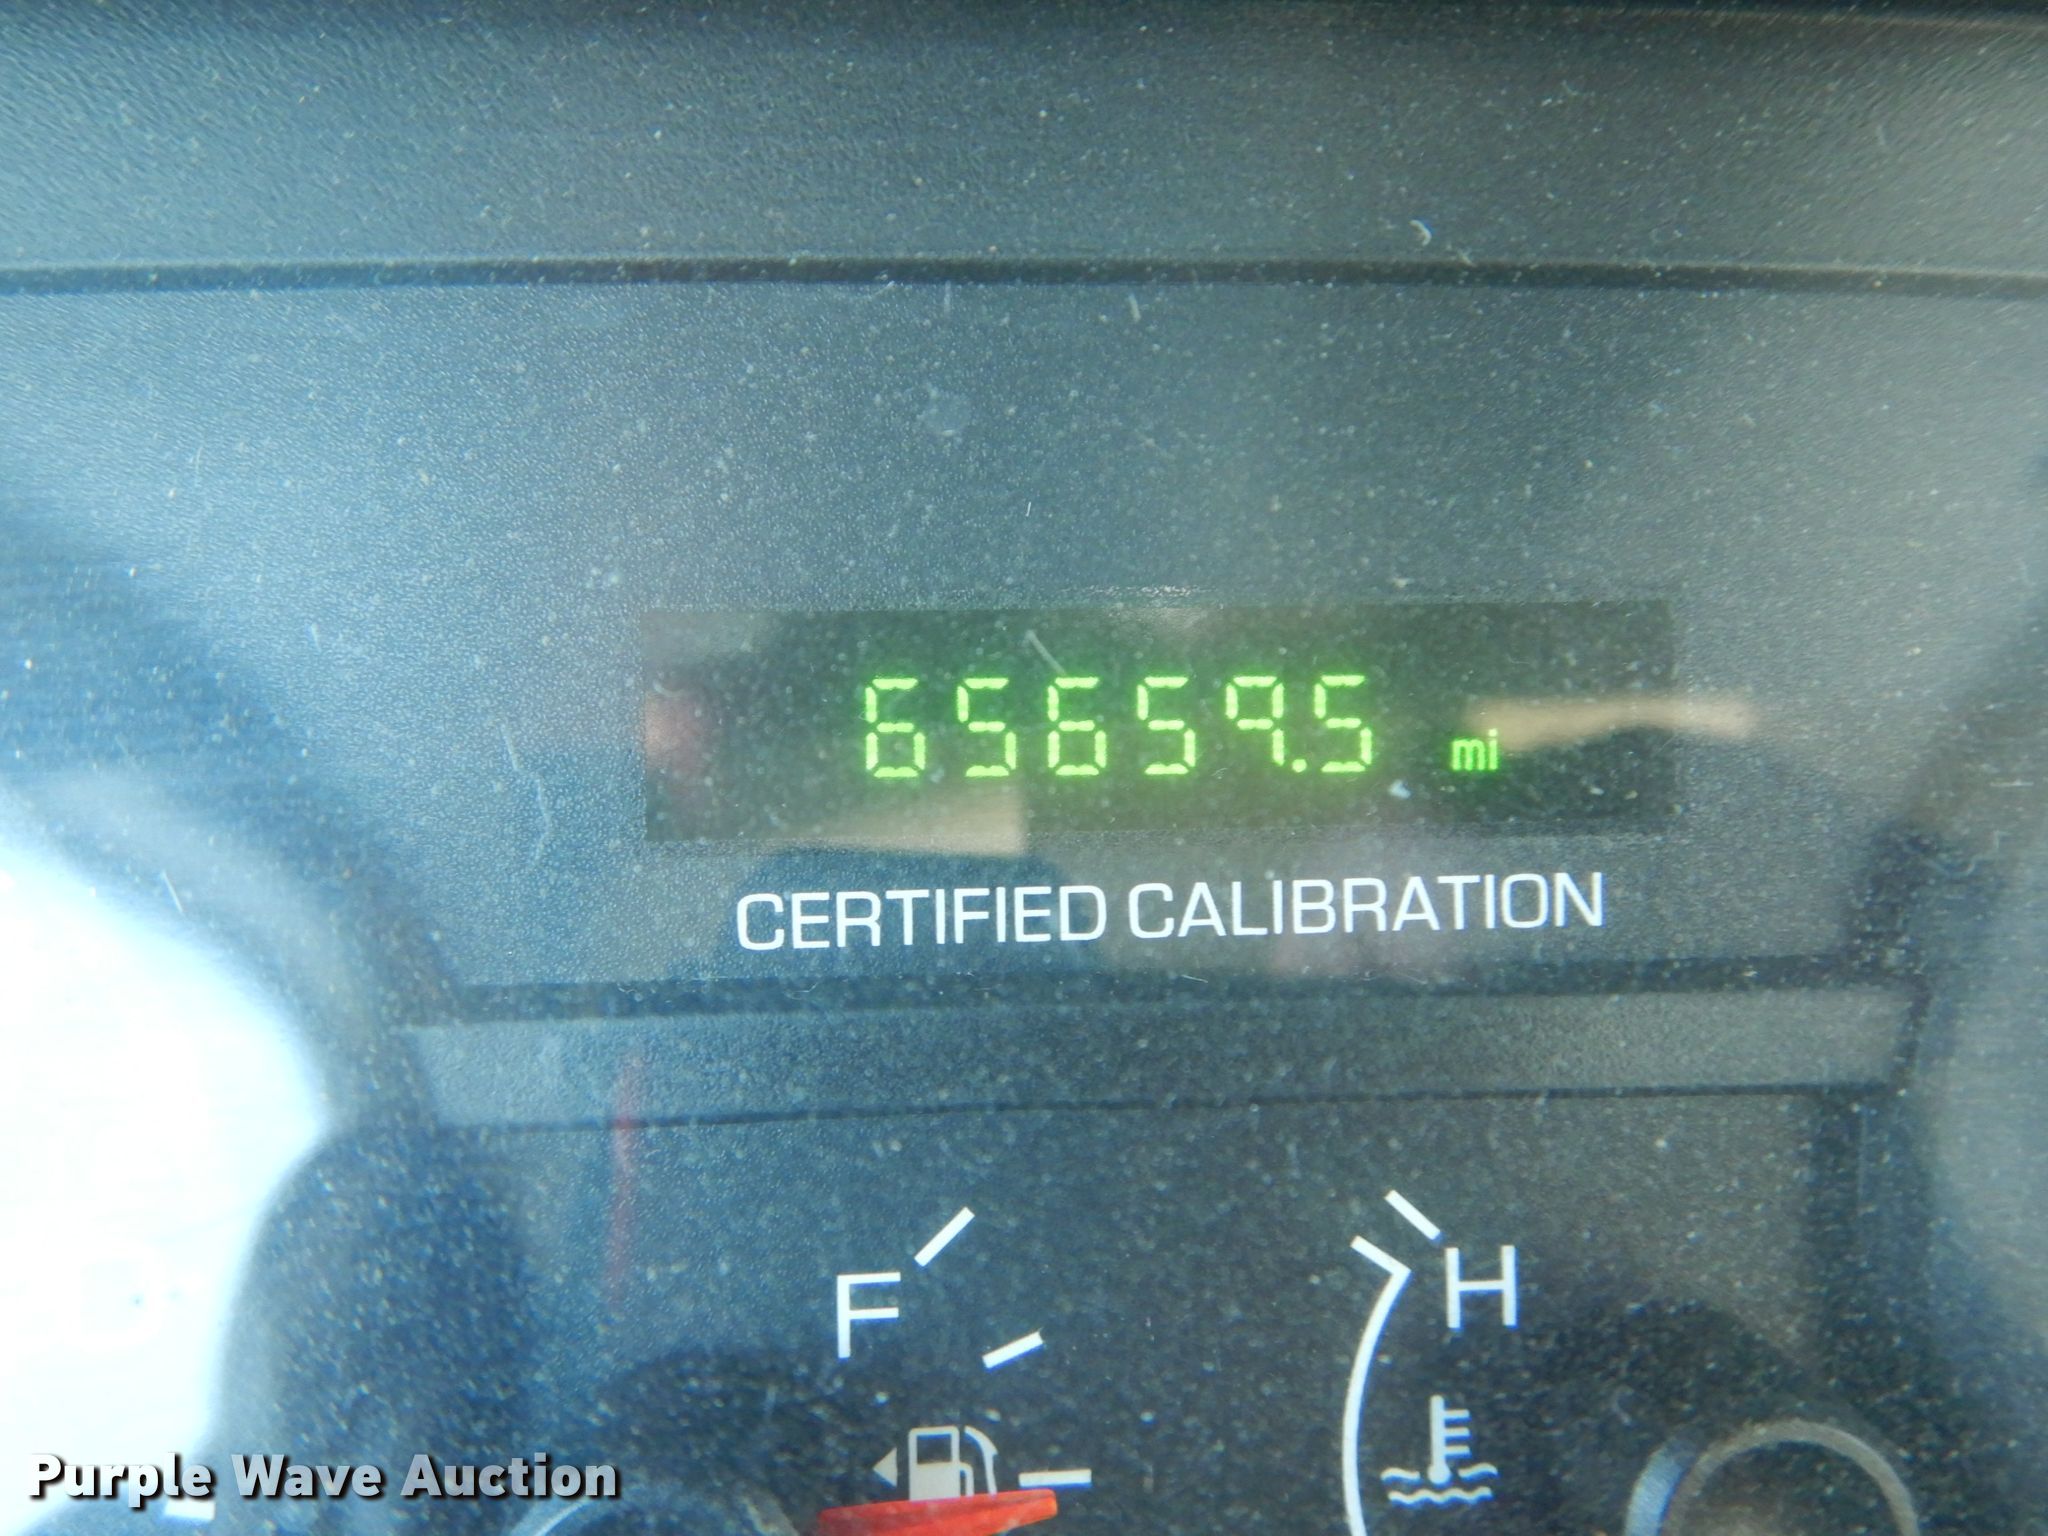 65659.5 mi
CERTIFIED CALIBRATION
F H
Purple Wave Auction